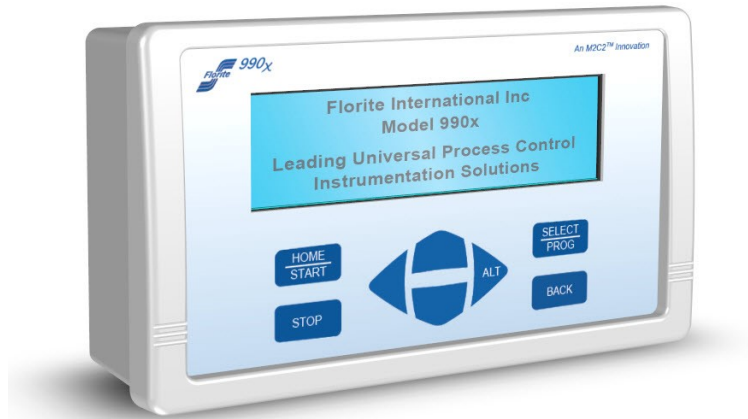 Florite
990x
An M2C2™ Innovation
Florite International Inc
Model 990x
Leading Universal Process Control
Instrumentation Solutions
HOME
START
STOP
ALT
SELECT
PROG
BACK